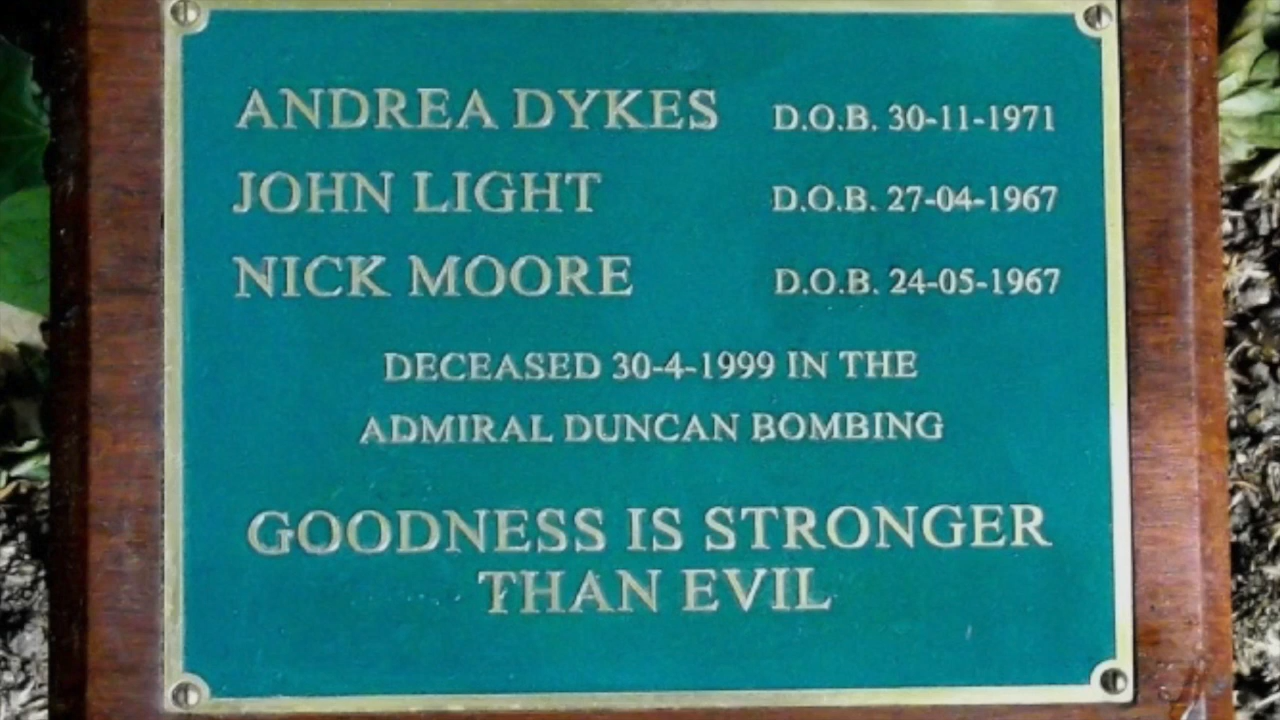 ANDREA DYKES D.O.B. 30-11-1971
JOHN LIGHT D.O.B. 27-04-1967
NICK MOORE D.O.B. 24-05-1967
DECEASED 30-4-1999 IN THE
ADMIRAL DUNCAN BOMBING
GOODNESS IS STRONGER
THAN EVIL